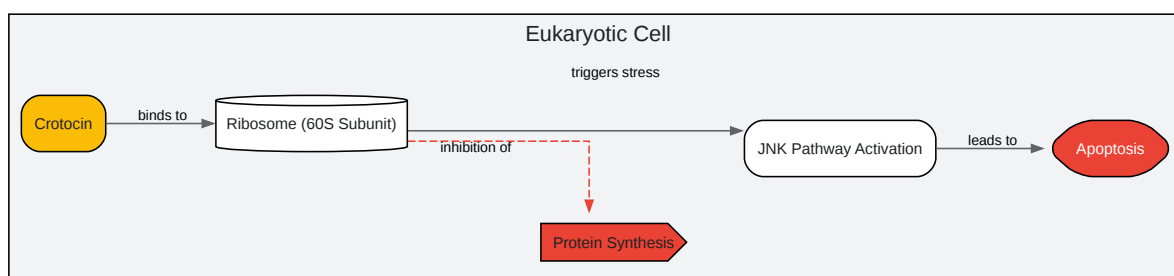 Eukaryotic Cell
triggers stress
Crotocin
binds to
Ribosome (60S Subunit)
inhibition of
JNK Pathway Activation
leads to
Apoptosis
Protein Synthesis